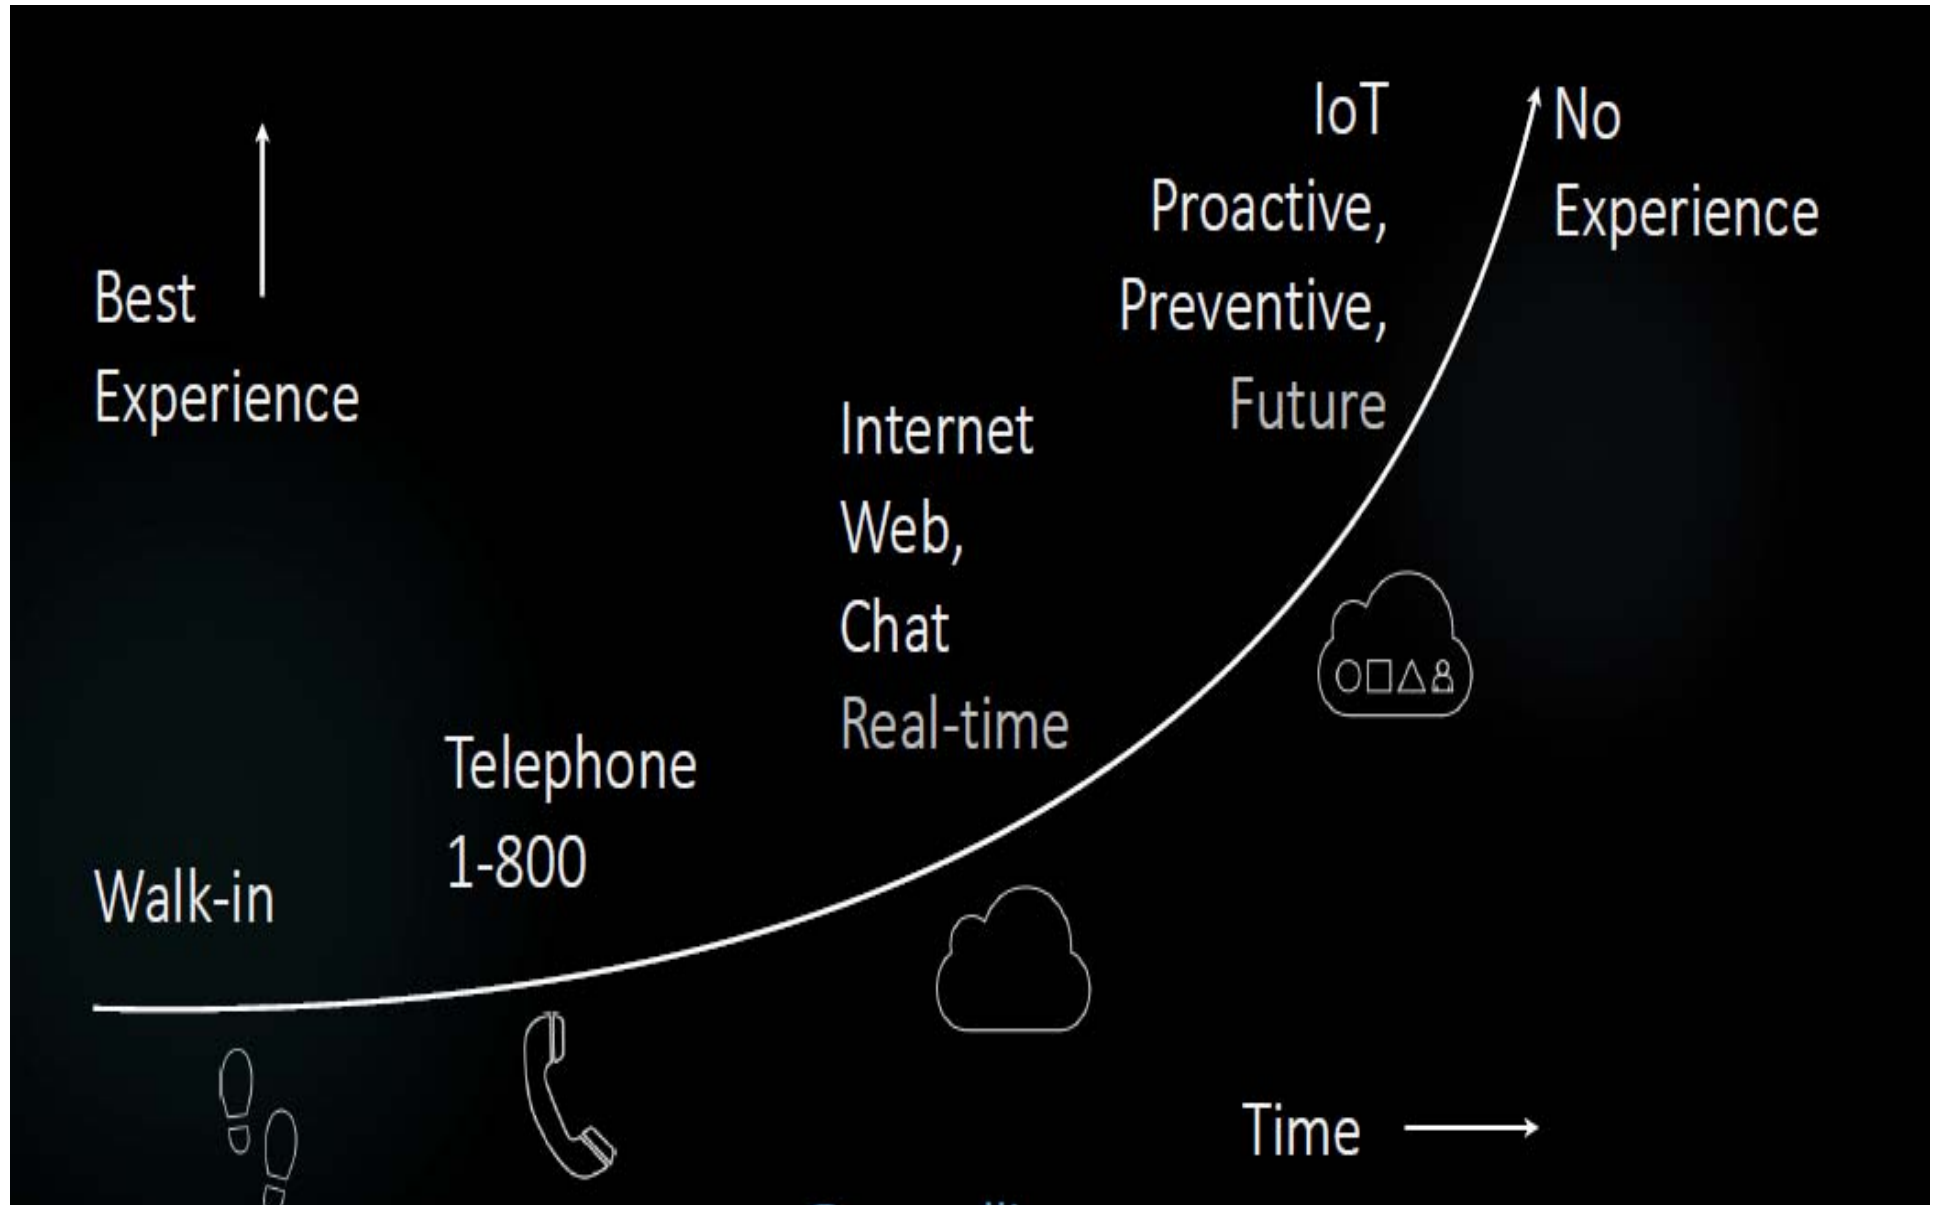 IoT
Proactive,
Preventive,
Future
No
Experience
Best
Experience
Internet
Web,
Chat
Real-time
Telephone
1-800
Walk-in
Time